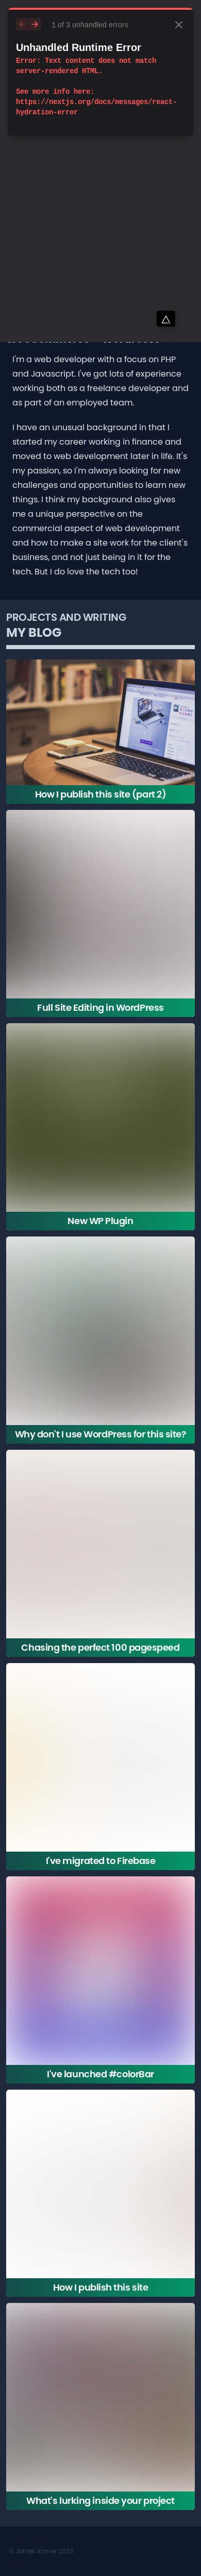 1 of 3 unhandled errors
Unhandled Runtime Error
Error: Text content does not match
server-rendered HTML.
See more info here:
https://nextjs.org/docs/messages/react-
hydration-error
I'm a web developer with a focus on PHP
and Javascript. I've got lots of experience
working both as a freelance developer and
as part of an employed team.
I have an unusual background in that I
started my career working in finance and
moved to web development later in life. It's
my passion, so I'm always looking for new
challenges and opportunities to learn new
things. I think my background also gives
me a unique perspective on the
commercial aspect of web development
and how to make a site work for the client's
business, and not just being in it for the
tech. But I do love the tech too!
PROJECTS AND WRITING
MY BLOG
How I publish this site (part 2)
Full Site Editing in WordPress
New WP Plugin
Why don't I use WordPress for this site?
Chasing the perfect 100 pagespeed
I've migrated to Firebase
I've launched #colorBar
How I publish this site
What's lurking inside your project